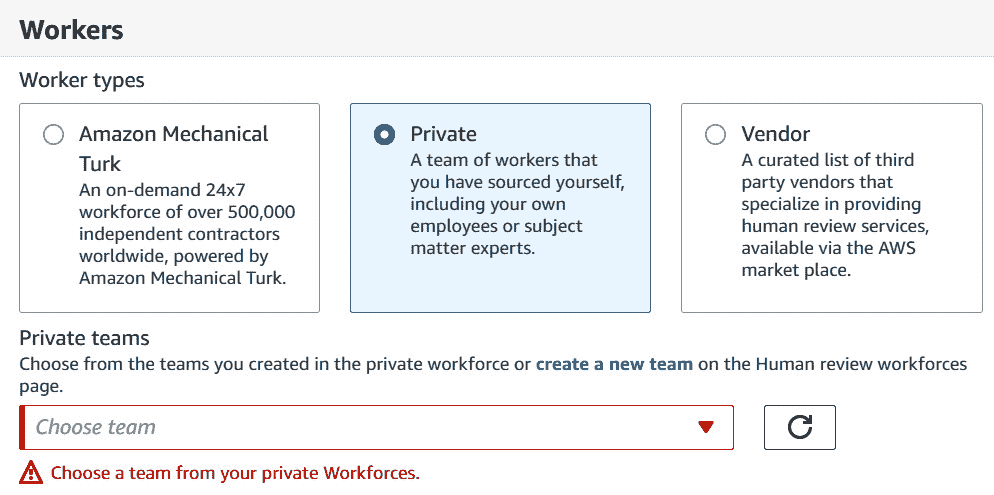 Workers
Worker types
Amazon Mechanical
Turk
An on-demand 24x7
workforce of over 500,000
independent contractors
worldwide, powered by
Amazon Mechanical Turk.
Private
A team of workers that
you have sourced yourself,
including your own
employees or subject
matter experts.
Vendor
A curated list of third
party vendors that
specialize in providing
human review services,
available via the AWS
market place.
Private teams
Choose from the teams you created in the private workforce or create a new team on the Human review workforces
page.
Choose team
Choose a team from your private Workforces.